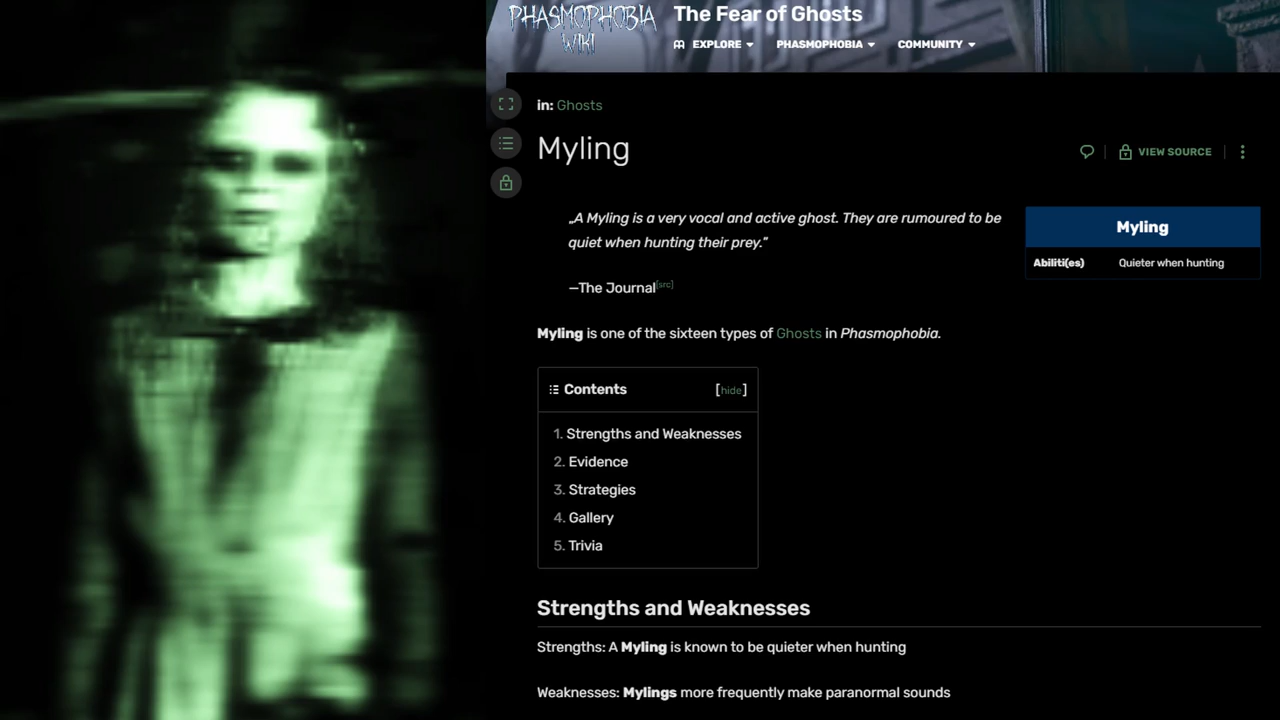 PHASMOPHOBIA
WIKI
The Fear of Ghosts
EXPLORE
PHASMOPHOBIA
COMMUNITY
in: Ghosts
Myling
VIEW SOURCE
„A Myling is a very vocal and active ghost. They are rumoured to be
quiet when hunting their prey.”
—The Journal[src]
Myling
Abiliti(es) Quieter when hunting
Myling is one of the sixteen types of Ghosts in Phasmophobia.
Contents [hide]
1. Strengths and Weaknesses
2. Evidence
3. Strategies
4. Gallery
5. Trivia
Strengths and Weaknesses
Strengths: A Myling is known to be quieter when hunting
Weaknesses: Mylings more frequently make paranormal sounds